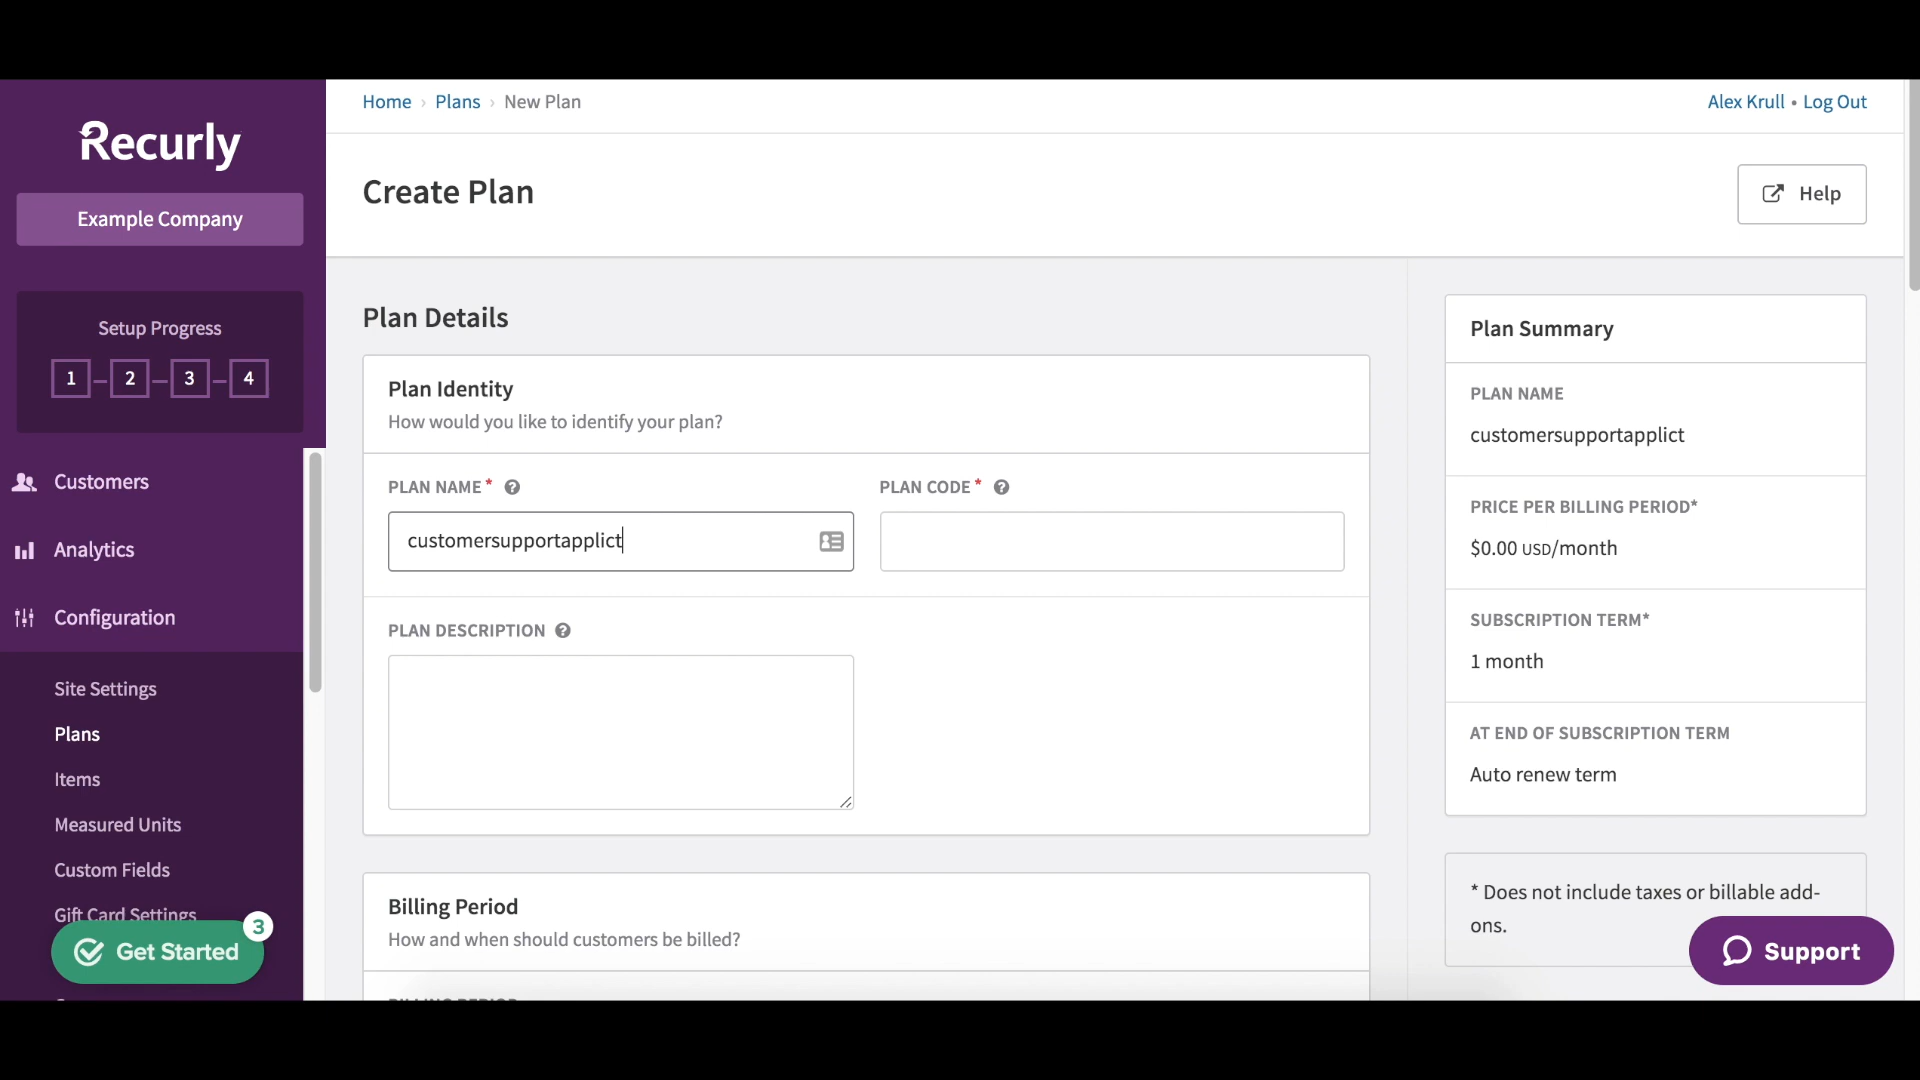 Home › Plans › New Plan
Alex Krull • Log Out
Recurly
Example Company
Setup Progress
1 2 3 4
Customers
Analytics
Configuration
Site Settings
Plans
Items
Measured Units
Custom Fields
Gift Card Settings
Get Started
3
Create Plan
Help
Plan Details
Plan Identity
How would you like to identify your plan?
PLAN NAME*
PLAN CODE*
customersupportapplict
PLAN DESCRIPTION
Billing Period
How and when should customers be billed?
BILLING PERIOD
Plan Summary
PLAN NAME
customersupportapplict
PRICE PER BILLING PERIOD*
$0.00 USD/month
SUBSCRIPTION TERM*
1 month
AT END OF SUBSCRIPTION TERM
Auto renew term
* Does not include taxes or billable add-
ons.
Support